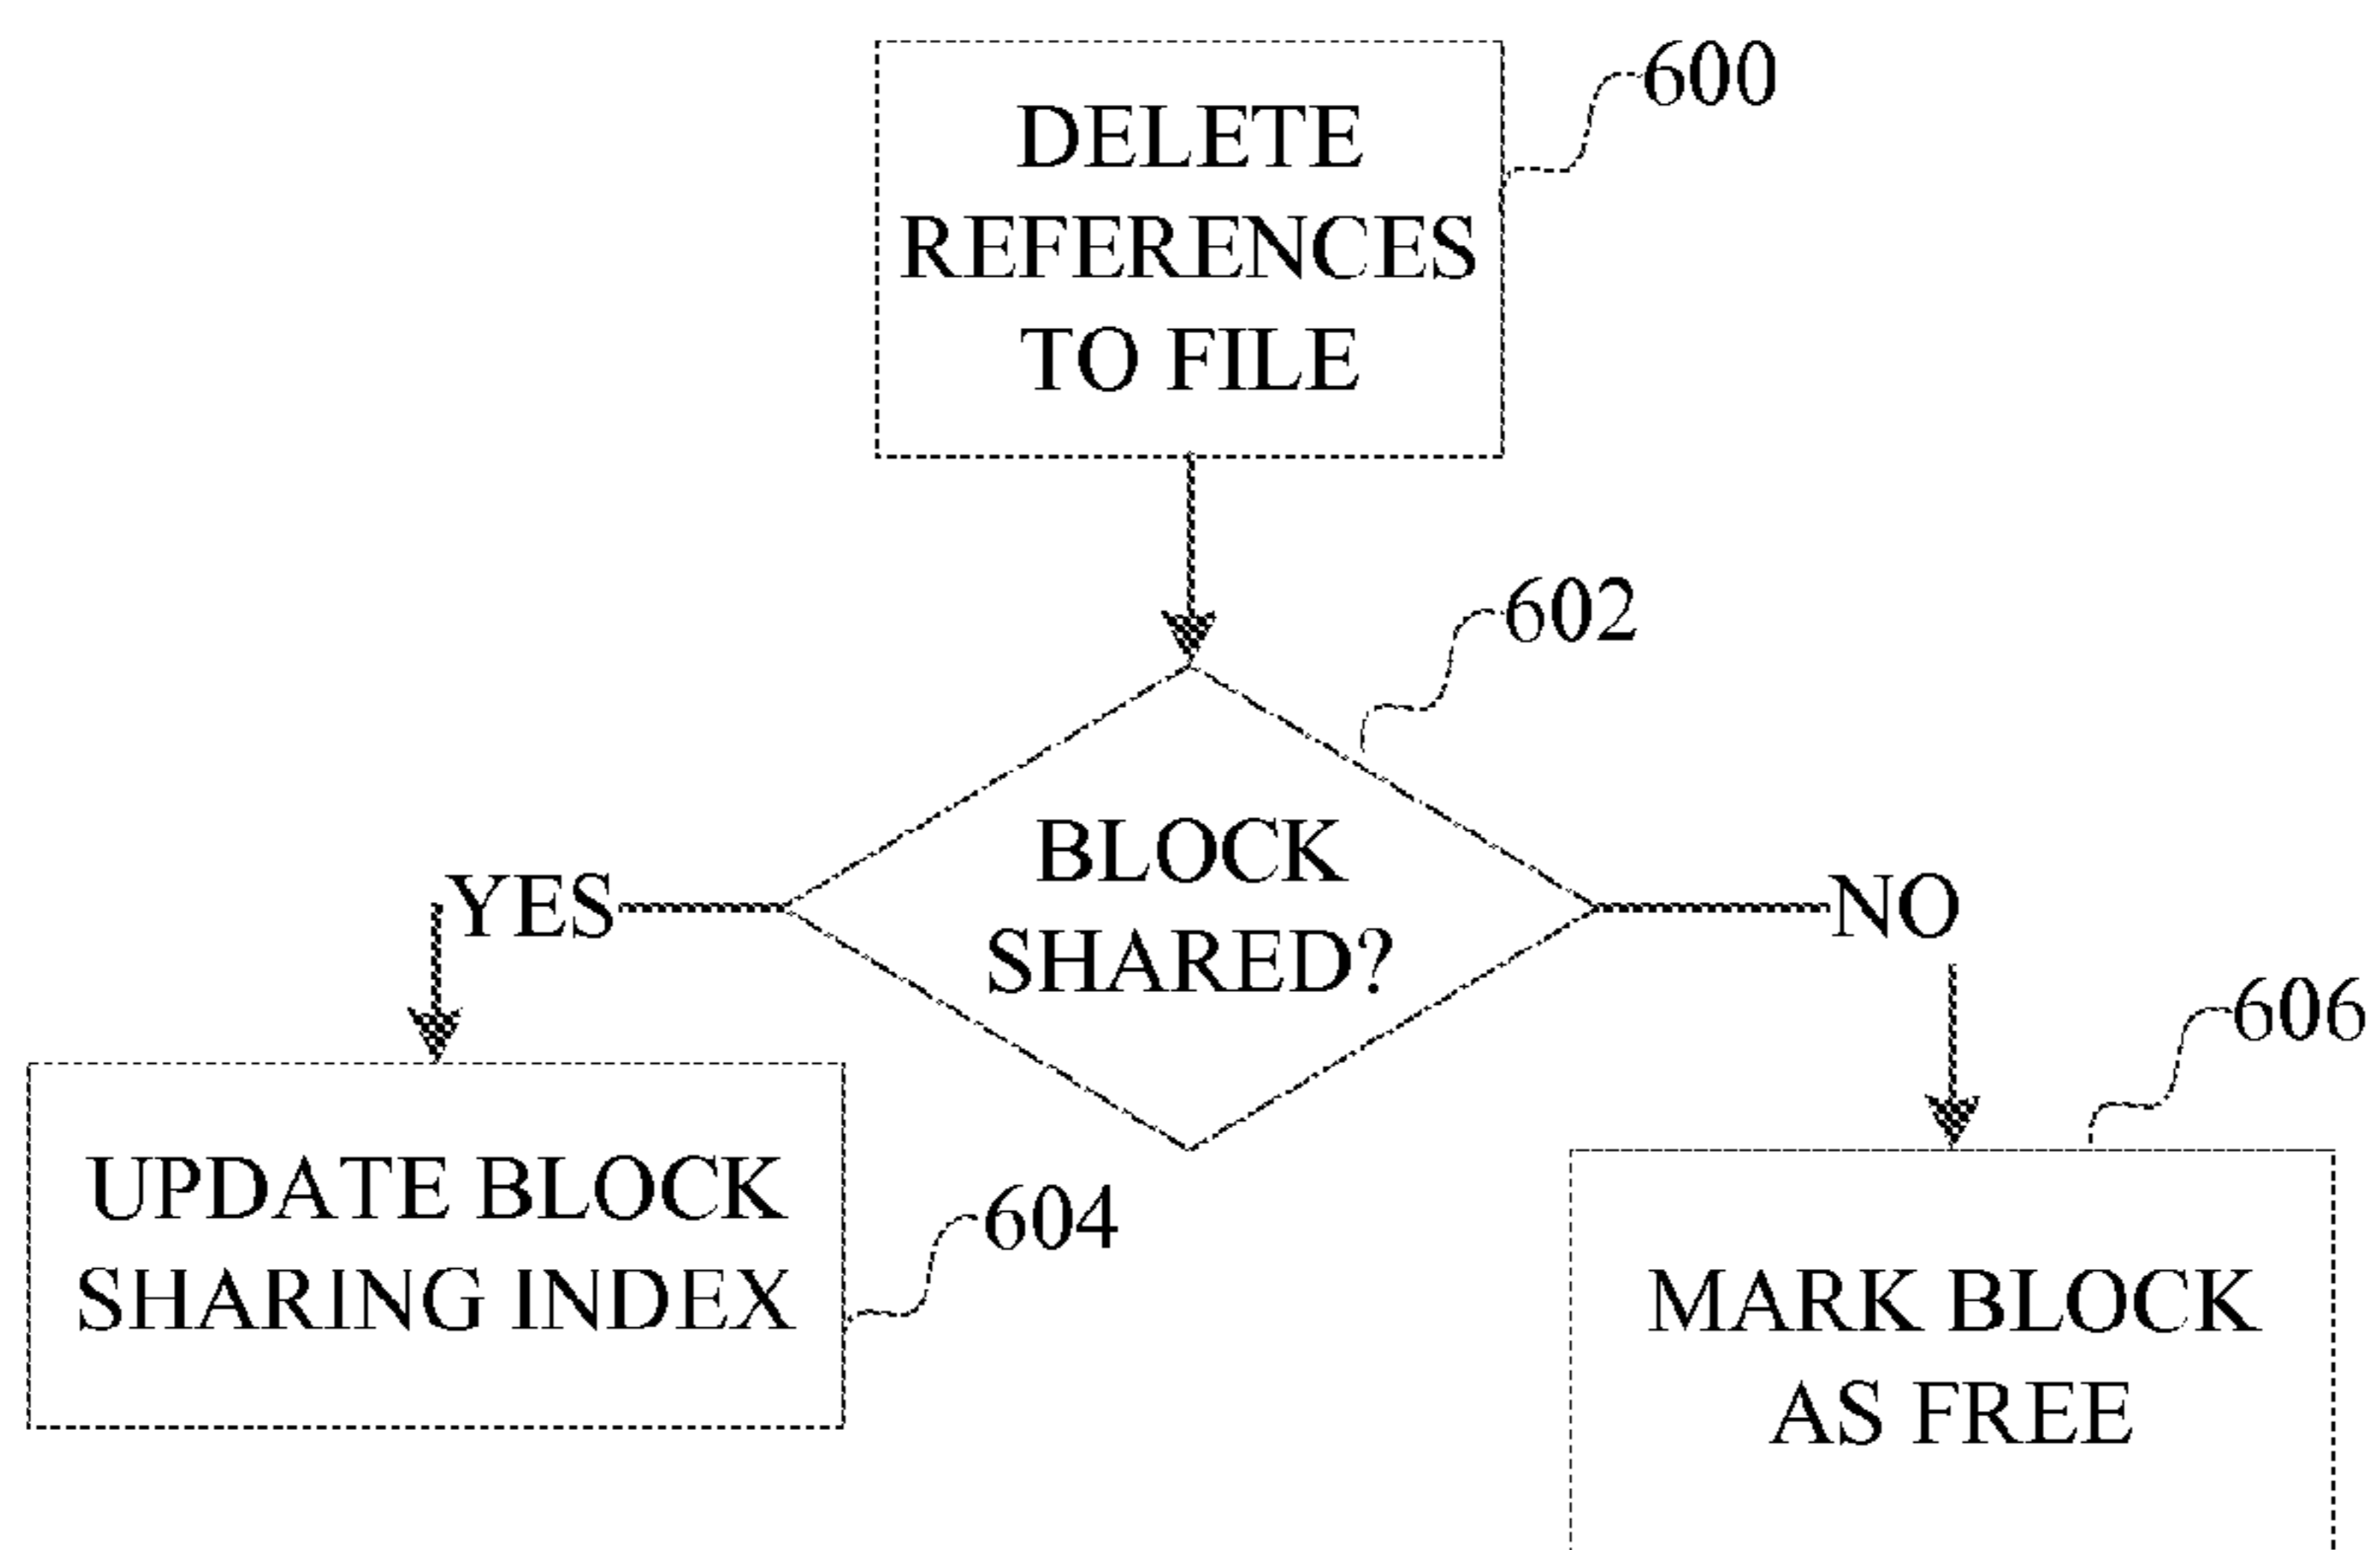 600
DELETE
REFERENCES
TO FILE
602
BLOCK
SHARED?
YES
NO
606
UPDATE BLOCK
SHARING INDEX
604
MARK BLOCK
AS FREE